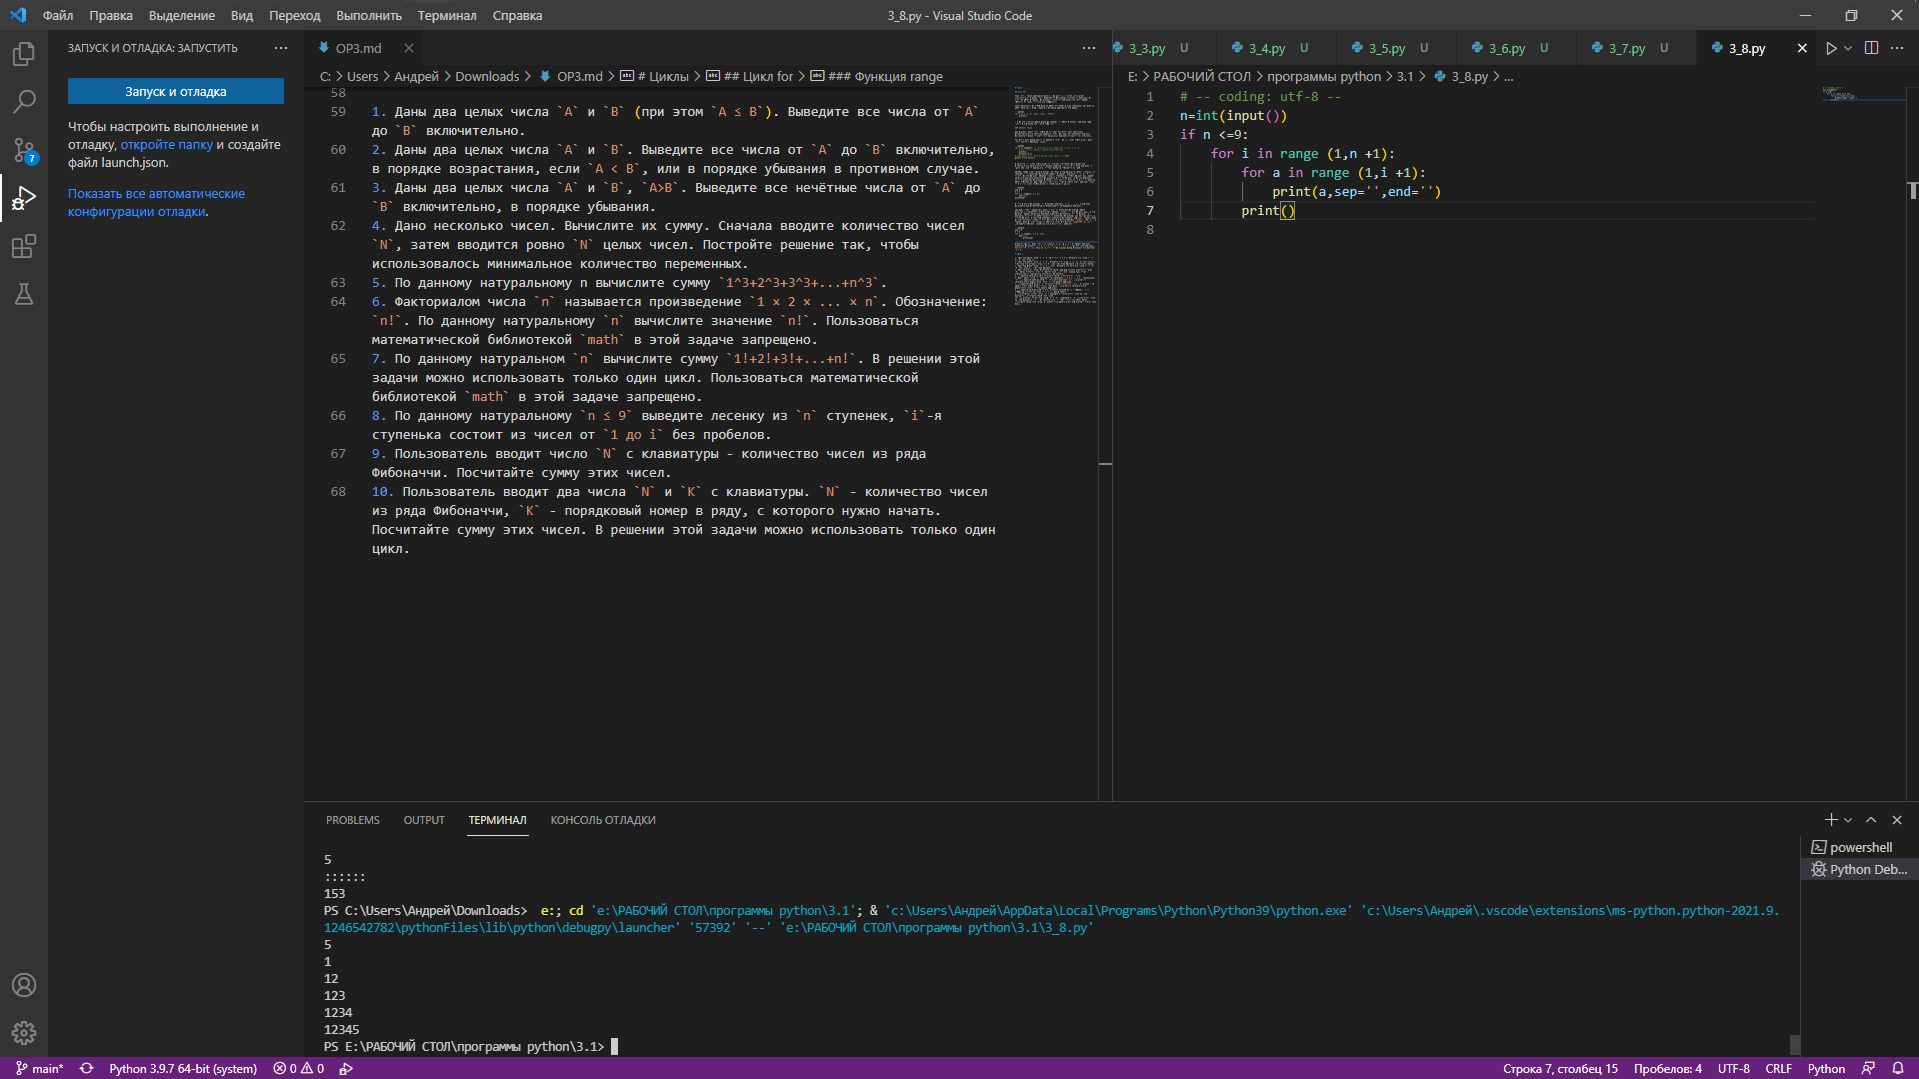 Файл Правка Выделение Вид Переход Выполнить Терминал Справка
3_8.py - Visual Studio Code
ЗАПУСК И ОТЛАДКА: ЗАПУСТИТЬ
Запуск и отладка
Чтобы настроить выполнение и
отладку, откройте папку и создайте
файл launch.json.
Показать все автоматические
конфигурации отладки.
7
OP3.md
C: > Users > Андрей > Downloads > OP3.md > # Циклы > ## Цикл for > ### Функция range
58
59 1. Даны два целых числа `A` и `B` (при этом `A ≤ B`). Выведите все числа от `A`
до `B` включительно.
60 2. Даны два целых числа `A` и `B`. Выведите все числа от `A` до `B` включительно,
в порядке возрастания, если `A < B`, или в порядке убывания в противном случае.
61 3. Даны два целых числа `A` и `B`, `A>B`. Выведите все нечётные числа от `A` до
`B` включительно, в порядке убывания.
62 4. Дано несколько чисел. Вычислите их сумму. Сначала вводите количество чисел
`N`, затем вводится ровно `N` целых чисел. Постройте решение так, чтобы
использовалось минимальное количество переменных.
63 5. По данному натуральному n вычислите сумму `1^3+2^3+3^3+...+n^3`.
64 6. Факториалом числа `n` называется произведение `1 × 2 × ... × n`. Обозначение:
`n!`. По данному натуральному `n` вычислите значение `n!`. Пользоваться
математической библиотекой `math` в этой задаче запрещено.
65 7. По данному натуральном `n` вычислите сумму `1!+2!+3!+...+n!`. В решении этой
задачи можно использовать только один цикл. Пользоваться математической
библиотекой `math` в этой задаче запрещено.
66 8. По данному натуральному `n ≤ 9` выведите лесенку из `n` ступенек, `i`-я
ступенька состоит из чисел от `1 до i` без пробелов.
67 9. Пользователь вводит число `N` с клавиатуры - количество чисел из ряда
Фибоначчи. Посчитайте сумму этих чисел.
68 10. Пользователь вводит два числа `N` и `K` с клавиатуры. `N` - количество чисел
из ряда Фибоначчи, `K` - порядковый номер в ряду, с которого нужно начать.
Посчитайте сумму этих чисел. В решении этой задачи можно использовать только один
цикл.
3_3.py U 3_4.py U 3_5.py U 3_6.py U 3_7.py U 3_8.py
E: > РАБОЧИЙ СТОЛ > программы python > 3.1 > 3_8.py > ...
1 # -- coding: utf-8 --
2 n=int(input())
3 if n <=9:
4 for i in range (1,n +1):
5 for a in range (1,i +1):
6 print(a,sep='',end='')
7 print()
8
PROBLEMS OUTPUT ТЕРМИНАЛ КОНСОЛЬ ОТЛАДКИ
powershell
Python Deb...
5
::::::
153
PS C:\Users\Андрей\Downloads>  e:; cd 'e:\РАБОЧИЙ СТОЛ\программы python\3.1'; & 'c:\Users\Андрей\AppData\Local\Programs\Python\Python39\python.exe' 'c:\Users\Андрей\.vscode\extensions\ms-python.python-2021.9.
1246542782\pythonFiles\lib\python\debugpy\launcher' '57392' '--' 'e:\РАБОЧИЙ СТОЛ\программы python\3.1\3_8.py'
5
1
12
123
1234
12345
PS E:\РАБОЧИЙ СТОЛ\программы python\3.1>
main* Python 3.9.7 64-bit (system) 0 0 Строка 7, столбец 15 Пробелов: 4 UTF-8 CRLF Python